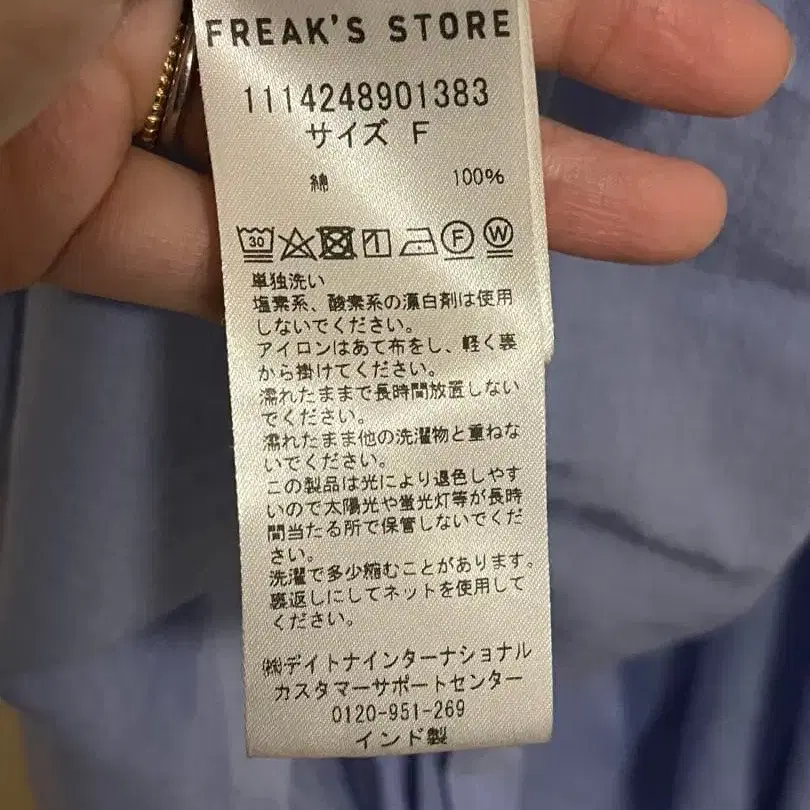 FREAK'S STORE
1114248901383
サイズ F
綿 100%
30 F W
単独洗い
塩素系、酸素系の漂白剤は使用
しないでください。
アイロンはあて布をし、軽く裏
から掛けてください。
濡れたままで長時間放置しない
でください。
濡れたまま他の洗濯物と重ねな
いでください。
この製品は光により退色しやす
いので太陽光や蛍光灯等が長時
間当たる所で保管しないでくだ
さい。
洗濯で多少縮むことがあります。
裏返しにしてネットを使用して
ください。
㈱デイトナインターナショナル
カスタマーサポートセンター
0120-951-269
インド製